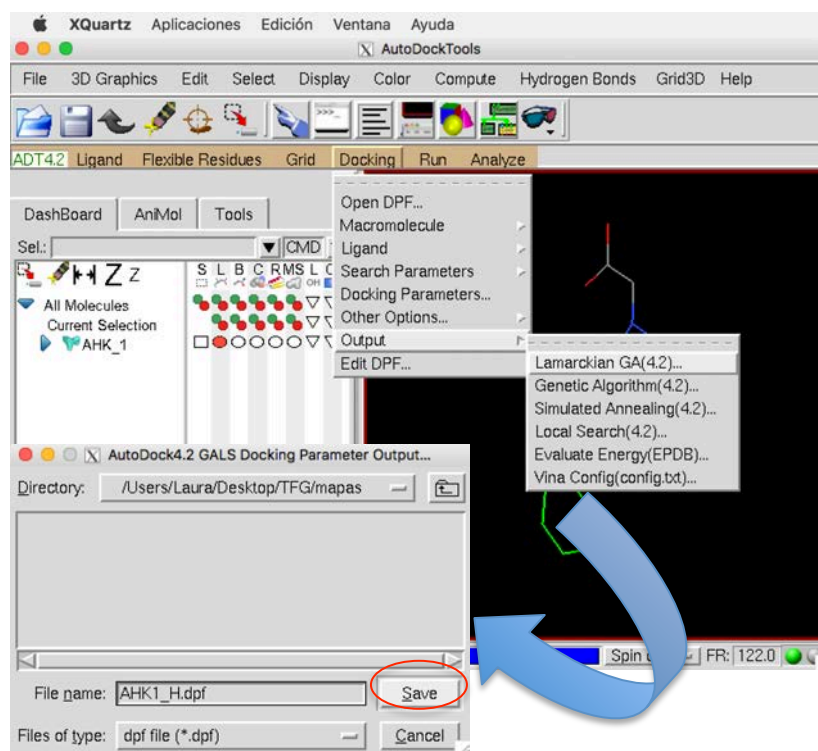 XQuartz Aplicaciones Edición Ventana Ayuda
X AutoDockTools
File 3D Graphics Edit Select Display Color Compute Hydrogen Bonds Grid3D Help
ADT4.2 Ligand Flexible Residues Grid Docking Run Analyze
Open DPF...
Macromolecule
Ligand
Search Parameters
Docking Parameters...
Other Options...
Output
Edit DPF...
DashBoard AniMol Tools
Sel.: CMD
Z Z S L B C R MS L C
All Molecules
Current Selection
AHK_1
Lamarckian GA(4.2)...
Genetic Algorithm(4.2)...
Simulated Annealing(4.2)...
Local Search(4.2)...
Evaluate Energy(EPDB)...
Vina Config(config.txt)...
X AutoDock4.2 GALS Docking Parameter Output...
Directory: /Users/Laura/Desktop/TFG/mapas
Spin FR: 122.0
File name: AHK1_H.dpf Save
Files of type: dpf file (*.dpf) Cancel